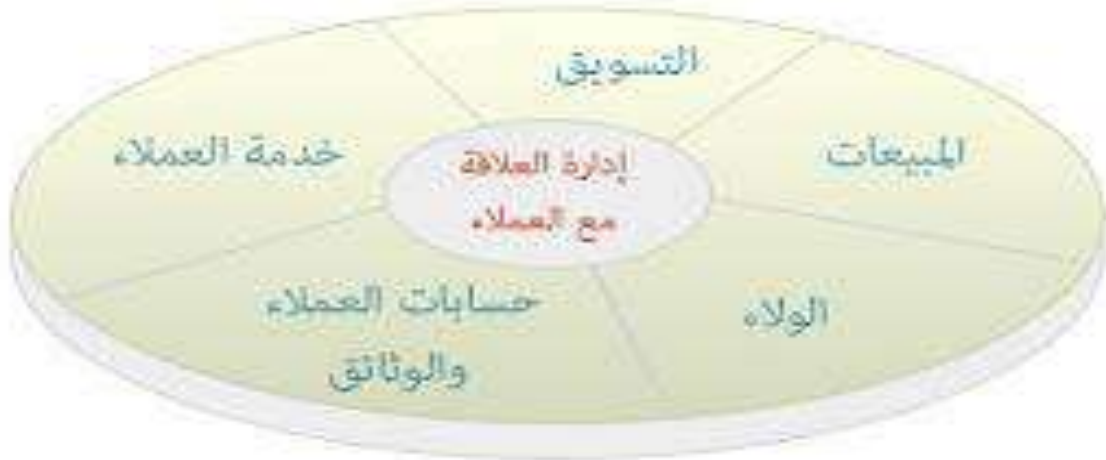 التسويق
المبيعات
خدمة العملاء
إدارة العلاقة
مع العملاء
الولاء
حسابات العملاء
والوثائق